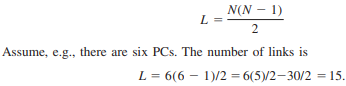 L = N(N − 1) / 2
Assume, e.g., there are six PCs. The number of links is
L = 6(6 − 1)/2 = 6(5)/2−30/2 = 15.